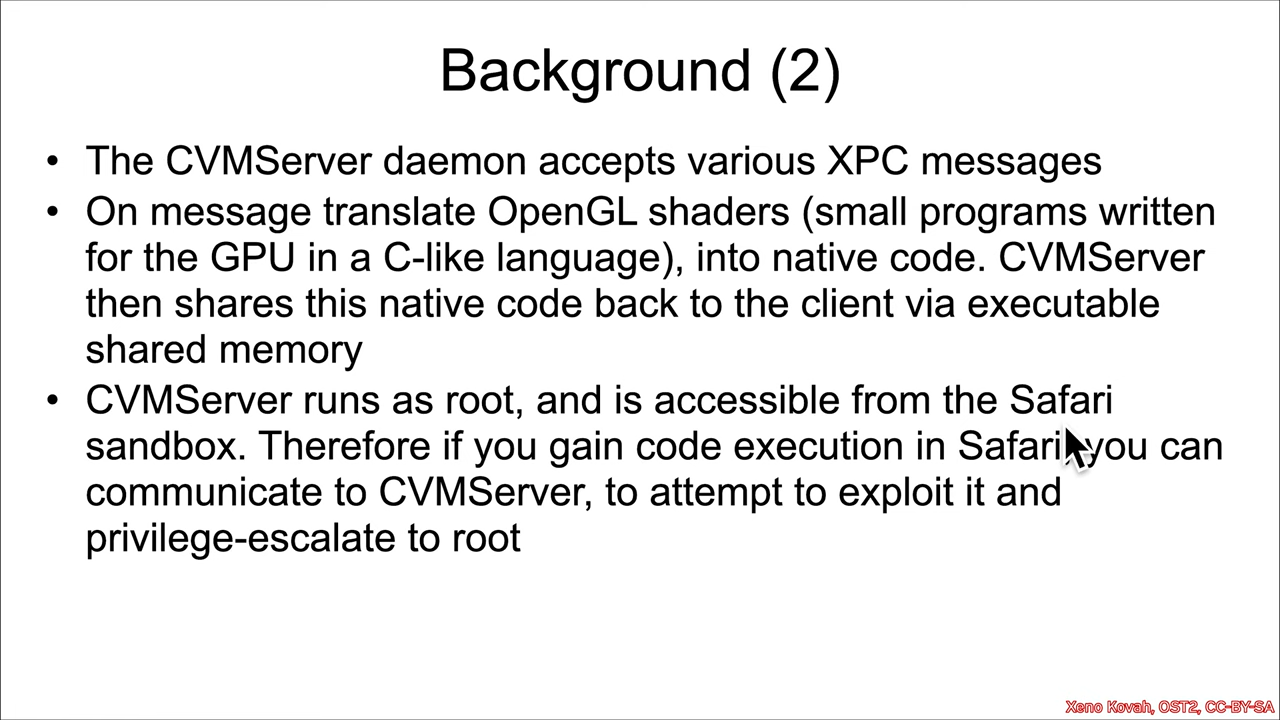 Background (2)
• The CVMServer daemon accepts various XPC messages
• On message translate OpenGL shaders (small programs written
for the GPU in a C-like language), into native code. CVMServer
then shares this native code back to the client via executable
shared memory
• CVMServer runs as root, and is accessible from the Safari
sandbox. Therefore if you gain code execution in Safari, you can
communicate to CVMServer, to attempt to exploit it and
privilege-escalate to root
Xeno Kovah, OST2, CC-BY-SA